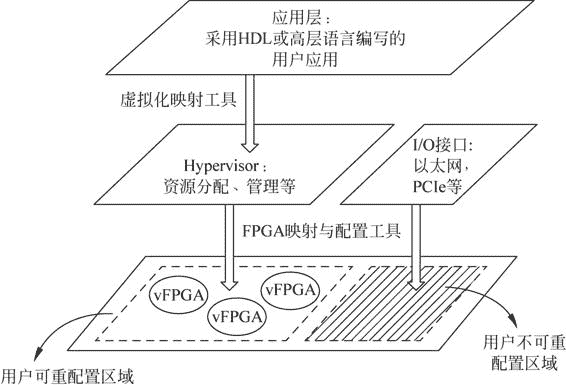 应用层：
采用HDL或高层语言编写的
用户应用
虚拟化映射工具
Hypervisor：
资源分配、管理等
I/O接口：
以太网，
PCIe等
FPGA映射与配置工具
vFPGA
vFPGA
vFPGA
用户可重配置区域
用户不可重
配置区域